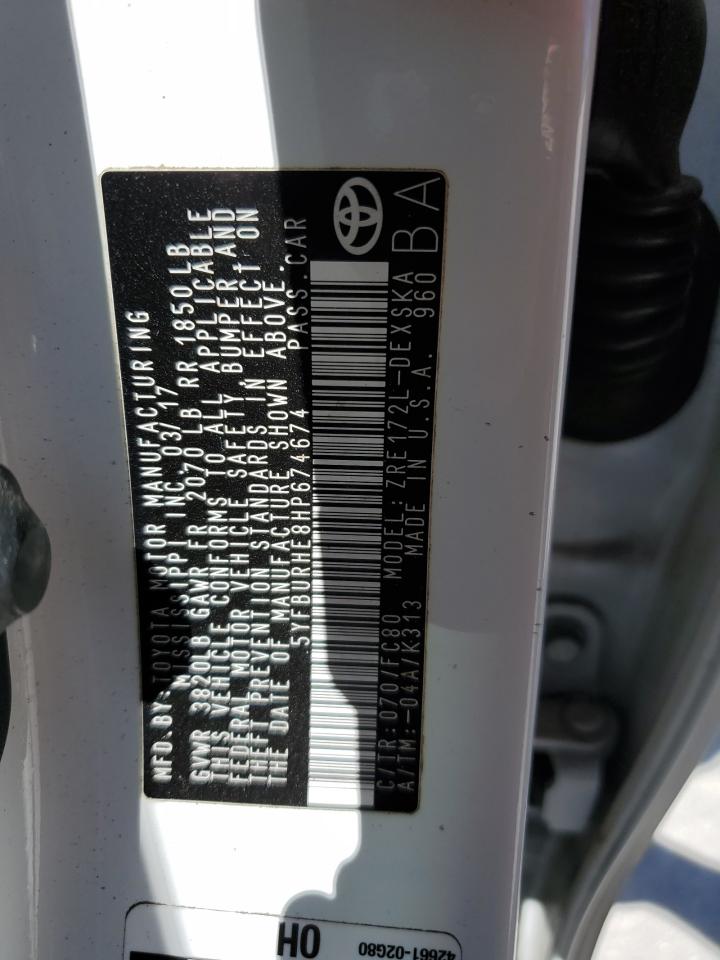 MFD.BY: TOYOTA MOTOR MANUFACTURING
MISSISSIPPI INC. 03/17
GVWR 3820LB GAWR FR 2070 LB RR 1850LB
THIS VEHICLE CONFORMS TO ALL APPLICABLE
FEDERAL MOTOR VEHICLE SAFETY, BUMPER AND
THEFT PREVENTION STANDARDS IN EFFECT ON
THE DATE OF MANUFACTURE SHOWN ABOVE.
5YFBURHE8HP674674 PASS.CAR
C/TR: 070/FC80 MODEL: ZRE172L-DEXSKA
A/TM: -04A/K313 MADE IN U.S.A. 960
BA
OH
42661-02G80